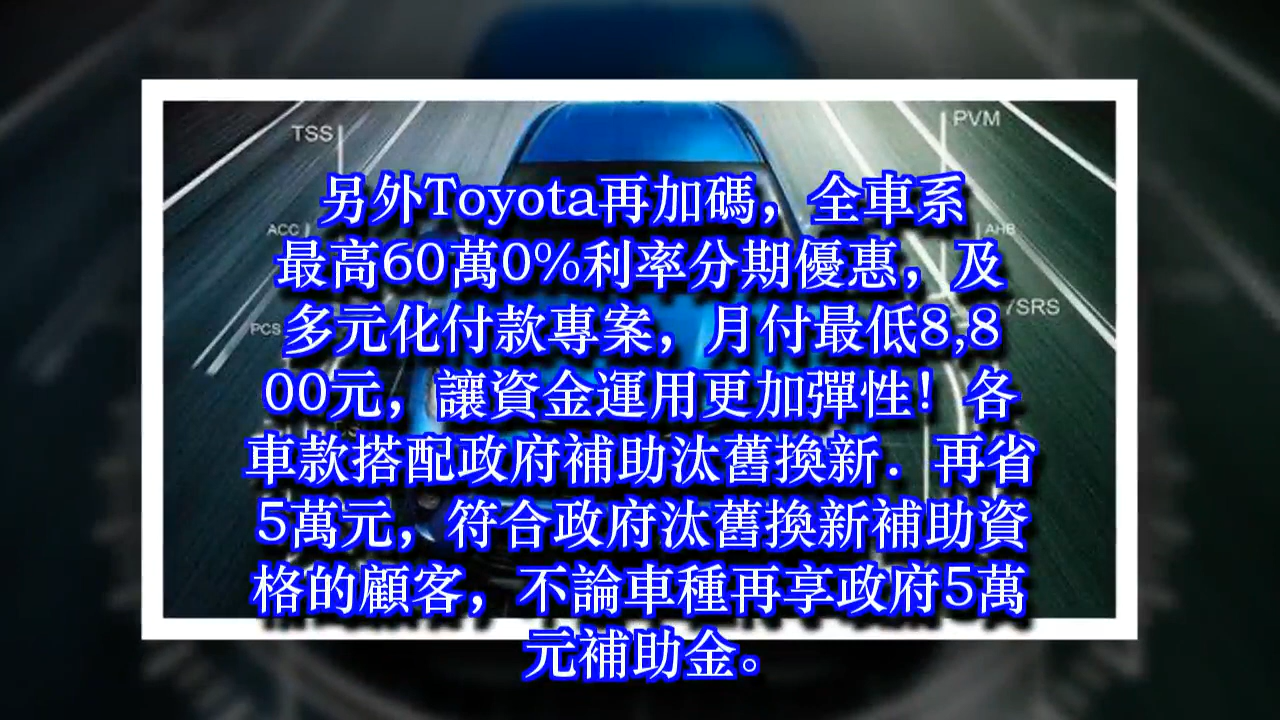 TSS
PVM
另外Toyota再加碼，全車系
ACC
AHB
最高60萬0%利率分期優惠，及
7SRS
多元化付款專案，月付最低8,8
PCS
00元，讓資金運用更加彈性！各
車款搭配政府補助汰舊換新．再省
5萬元，符合政府汰舊換新補助資
格的顧客，不論車種再享政府5萬
元補助金。